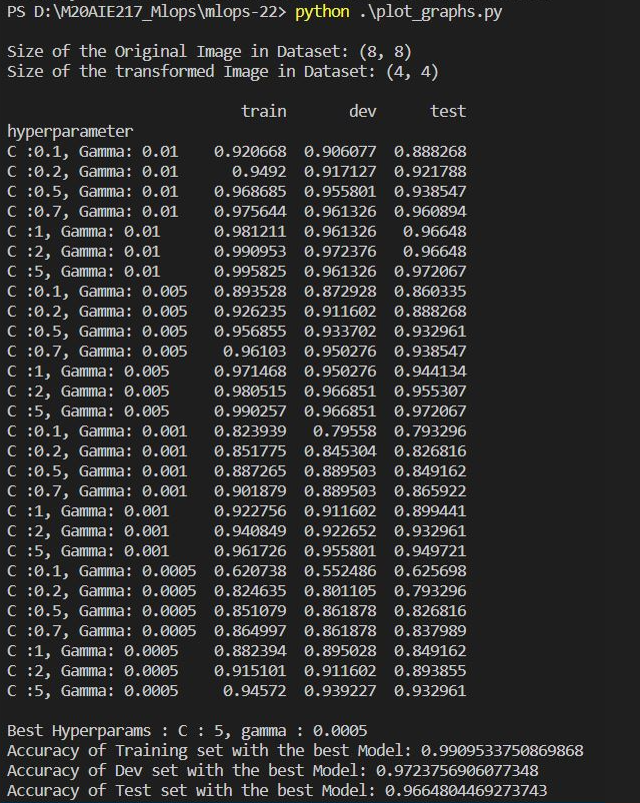 PS D:\M20AIE217_Mlops\mlops-22> python .\plot_graphs.py
Size of the Original Image in Dataset: (8, 8)
Size of the transformed Image in Dataset: (4, 4)
train dev test
hyperparameter
C :0.1, Gamma: 0.01 0.920668 0.906077 0.888268
C :0.2, Gamma: 0.01 0.9492 0.917127 0.921788
C :0.5, Gamma: 0.01 0.968685 0.955801 0.938547
C :0.7, Gamma: 0.01 0.975644 0.961326 0.960894
C :1, Gamma: 0.01 0.981211 0.961326 0.96648
C :2, Gamma: 0.01 0.990953 0.972376 0.96648
C :5, Gamma: 0.01 0.995825 0.961326 0.972067
C :0.1, Gamma: 0.005 0.893528 0.872928 0.860335
C :0.2, Gamma: 0.005 0.926235 0.911602 0.888268
C :0.5, Gamma: 0.005 0.956855 0.933702 0.932961
C :0.7, Gamma: 0.005 0.96103 0.950276 0.938547
C :1, Gamma: 0.005 0.971468 0.950276 0.944134
C :2, Gamma: 0.005 0.980515 0.966851 0.955307
C :5, Gamma: 0.005 0.990257 0.966851 0.972067
C :0.1, Gamma: 0.001 0.823939 0.79558 0.793296
C :0.2, Gamma: 0.001 0.851775 0.845304 0.826816
C :0.5, Gamma: 0.001 0.887265 0.889503 0.849162
C :0.7, Gamma: 0.001 0.901879 0.889503 0.865922
C :1, Gamma: 0.001 0.922756 0.911602 0.899441
C :2, Gamma: 0.001 0.940849 0.922652 0.932961
C :5, Gamma: 0.001 0.961726 0.955801 0.949721
C :0.1, Gamma: 0.0005 0.620738 0.552486 0.625698
C :0.2, Gamma: 0.0005 0.824635 0.801105 0.793296
C :0.5, Gamma: 0.0005 0.851079 0.861878 0.826816
C :0.7, Gamma: 0.0005 0.864997 0.861878 0.837989
C :1, Gamma: 0.0005 0.882394 0.895028 0.849162
C :2, Gamma: 0.0005 0.915101 0.911602 0.893855
C :5, Gamma: 0.0005 0.94572 0.939227 0.932961
Best Hyperparams : C : 5, gamma : 0.0005
Accuracy of Training set with the best Model: 0.9909533750869868
Accuracy of Dev set with the best Model: 0.9723756906077348
Accuracy of Test set with the best Model: 0.9664804469273743